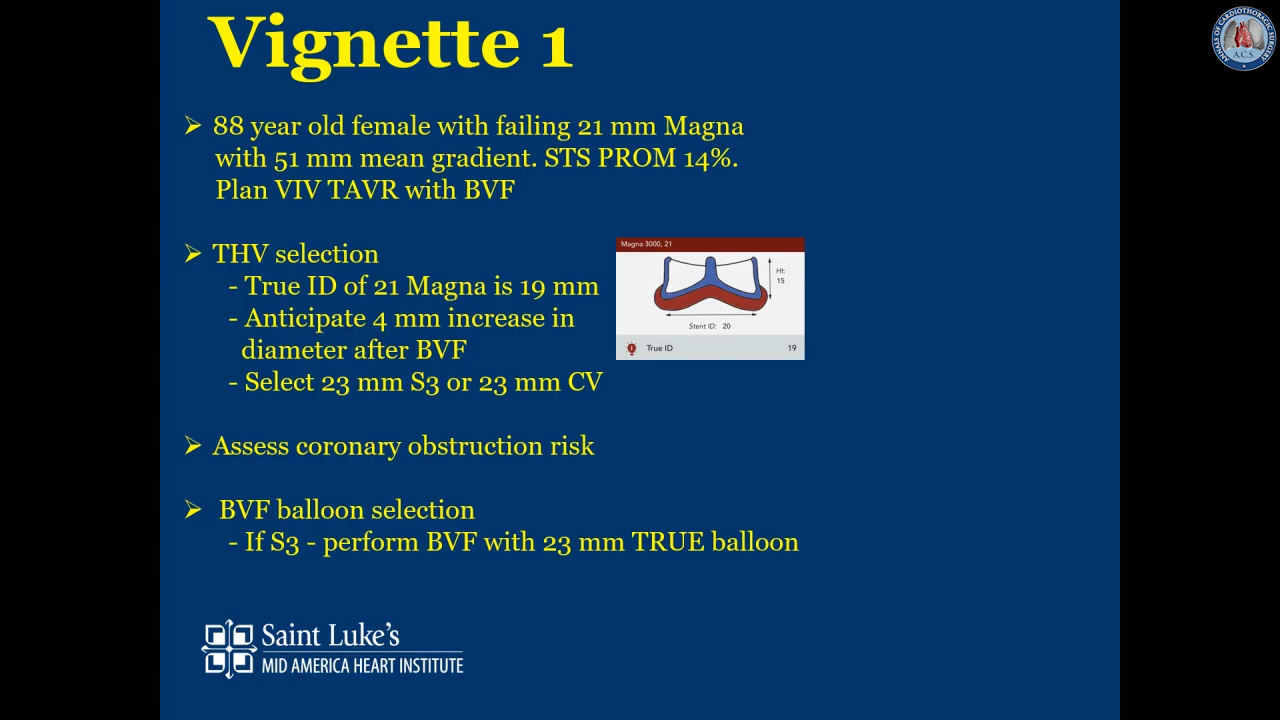 Vignette 1
➢ 88 year old female with failing 21 mm Magna
with 51 mm mean gradient. STS PROM 14%.
Plan VIV TAVR with BVF
➢ THV selection
- True ID of 21 Magna is 19 mm
- Anticipate 4 mm increase in
diameter after BVF
- Select 23 mm S3 or 23 mm CV
Magna 3000, 21
Ht:
15
Stent ID: 20
True ID 19
➢ Assess coronary obstruction risk
➢ BVF balloon selection
- If S3 - perform BVF with 23 mm TRUE balloon
Saint Luke's
MID AMERICA HEART INSTITUTE
ANNALS OF CARDIOTHORACIC SURGERY
A.C.S